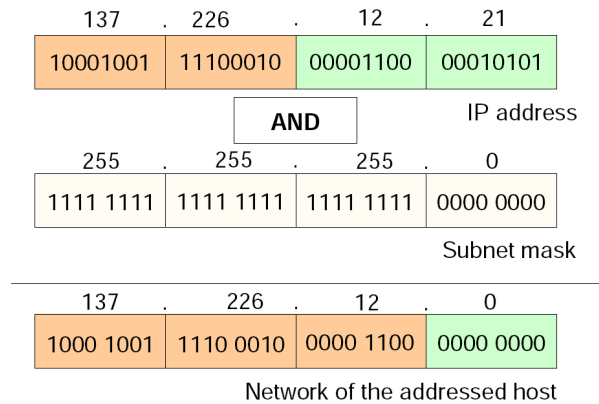 137 . 226 . 12 . 21
10001001 11100010 00001100 00010101
IP address
AND
255 . 255 . 255 . 0
1111 1111 1111 1111 1111 1111 0000 0000
Subnet mask
137 . 226 . 12 . 0
1000 1001 1110 0010 0000 1100 0000 0000
Network of the addressed host